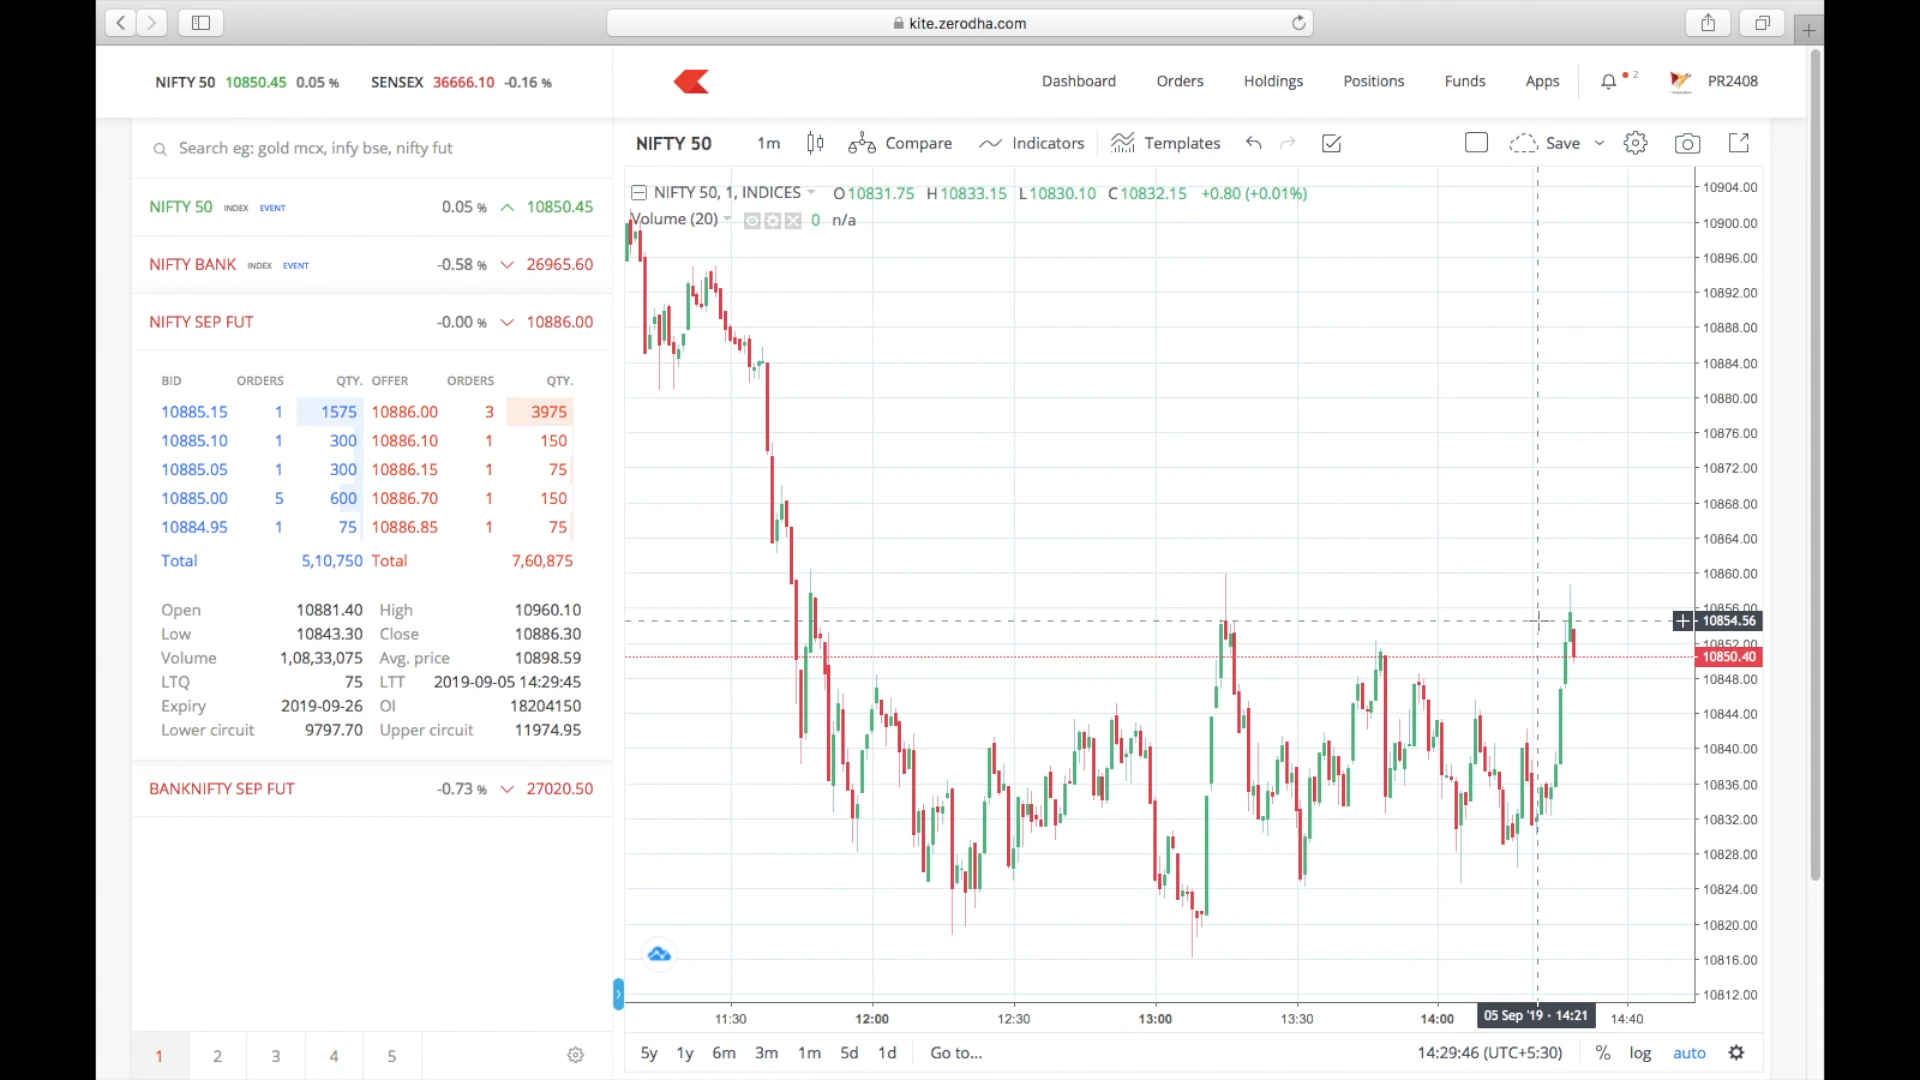 kite.zerodha.com
NIFTY 50 10850.45 0.05 % SENSEX 36666.10 -0.16 %
Dashboard Orders Holdings Positions Funds Apps 2 PR2408
Search eg: gold mcx, infy bse, nifty fut
NIFTY 50 1m Compare Indicators Templates Save
NIFTY 50, 1, INDICES O10831.75 H10833.15 L10830.10 C10832.15 +0.80 (+0.01%)
Volume (20) 0 n/a
NIFTY 50 INDEX EVENT 0.05 % 10850.45
NIFTY BANK INDEX EVENT -0.58 % 26965.60
NIFTY SEP FUT -0.00 % 10886.00
BID ORDERS QTY. OFFER ORDERS QTY.
10885.15 1 1575 10886.00 3 3975
10885.10 1 300 10886.10 1 150
10885.05 1 300 10886.15 1 75
10885.00 5 600 10886.70 1 150
10884.95 1 75 10886.85 1 75
Total 5,10,750 Total 7,60,875
Open 10881.40 High 10960.10
Low 10843.30 Close 10886.30
Volume 1,08,33,075 Avg. price 10898.59
LTQ 75 LTT 2019-09-05 14:29:45
Expiry 2019-09-26 OI 18204150
Lower circuit 9797.70 Upper circuit 11974.95
BANKNIFTY SEP FUT -0.73 % 27020.50
1 2 3 4 5
10904.00
10900.00
10896.00
10892.00
10888.00
10884.00
10880.00
10876.00
10872.00
10868.00
10864.00
10860.00
10856.00
10854.56
10852.00
10850.40
10848.00
10844.00
10840.00
10836.00
10832.00
10828.00
10824.00
10820.00
10816.00
10812.00
11:30 12:00 12:30 13:00 13:30 14:00 05 Sep '19 · 14:21 14:40
5y 1y 6m 3m 1m 5d 1d Go to... 14:29:46 (UTC+5:30) % log auto